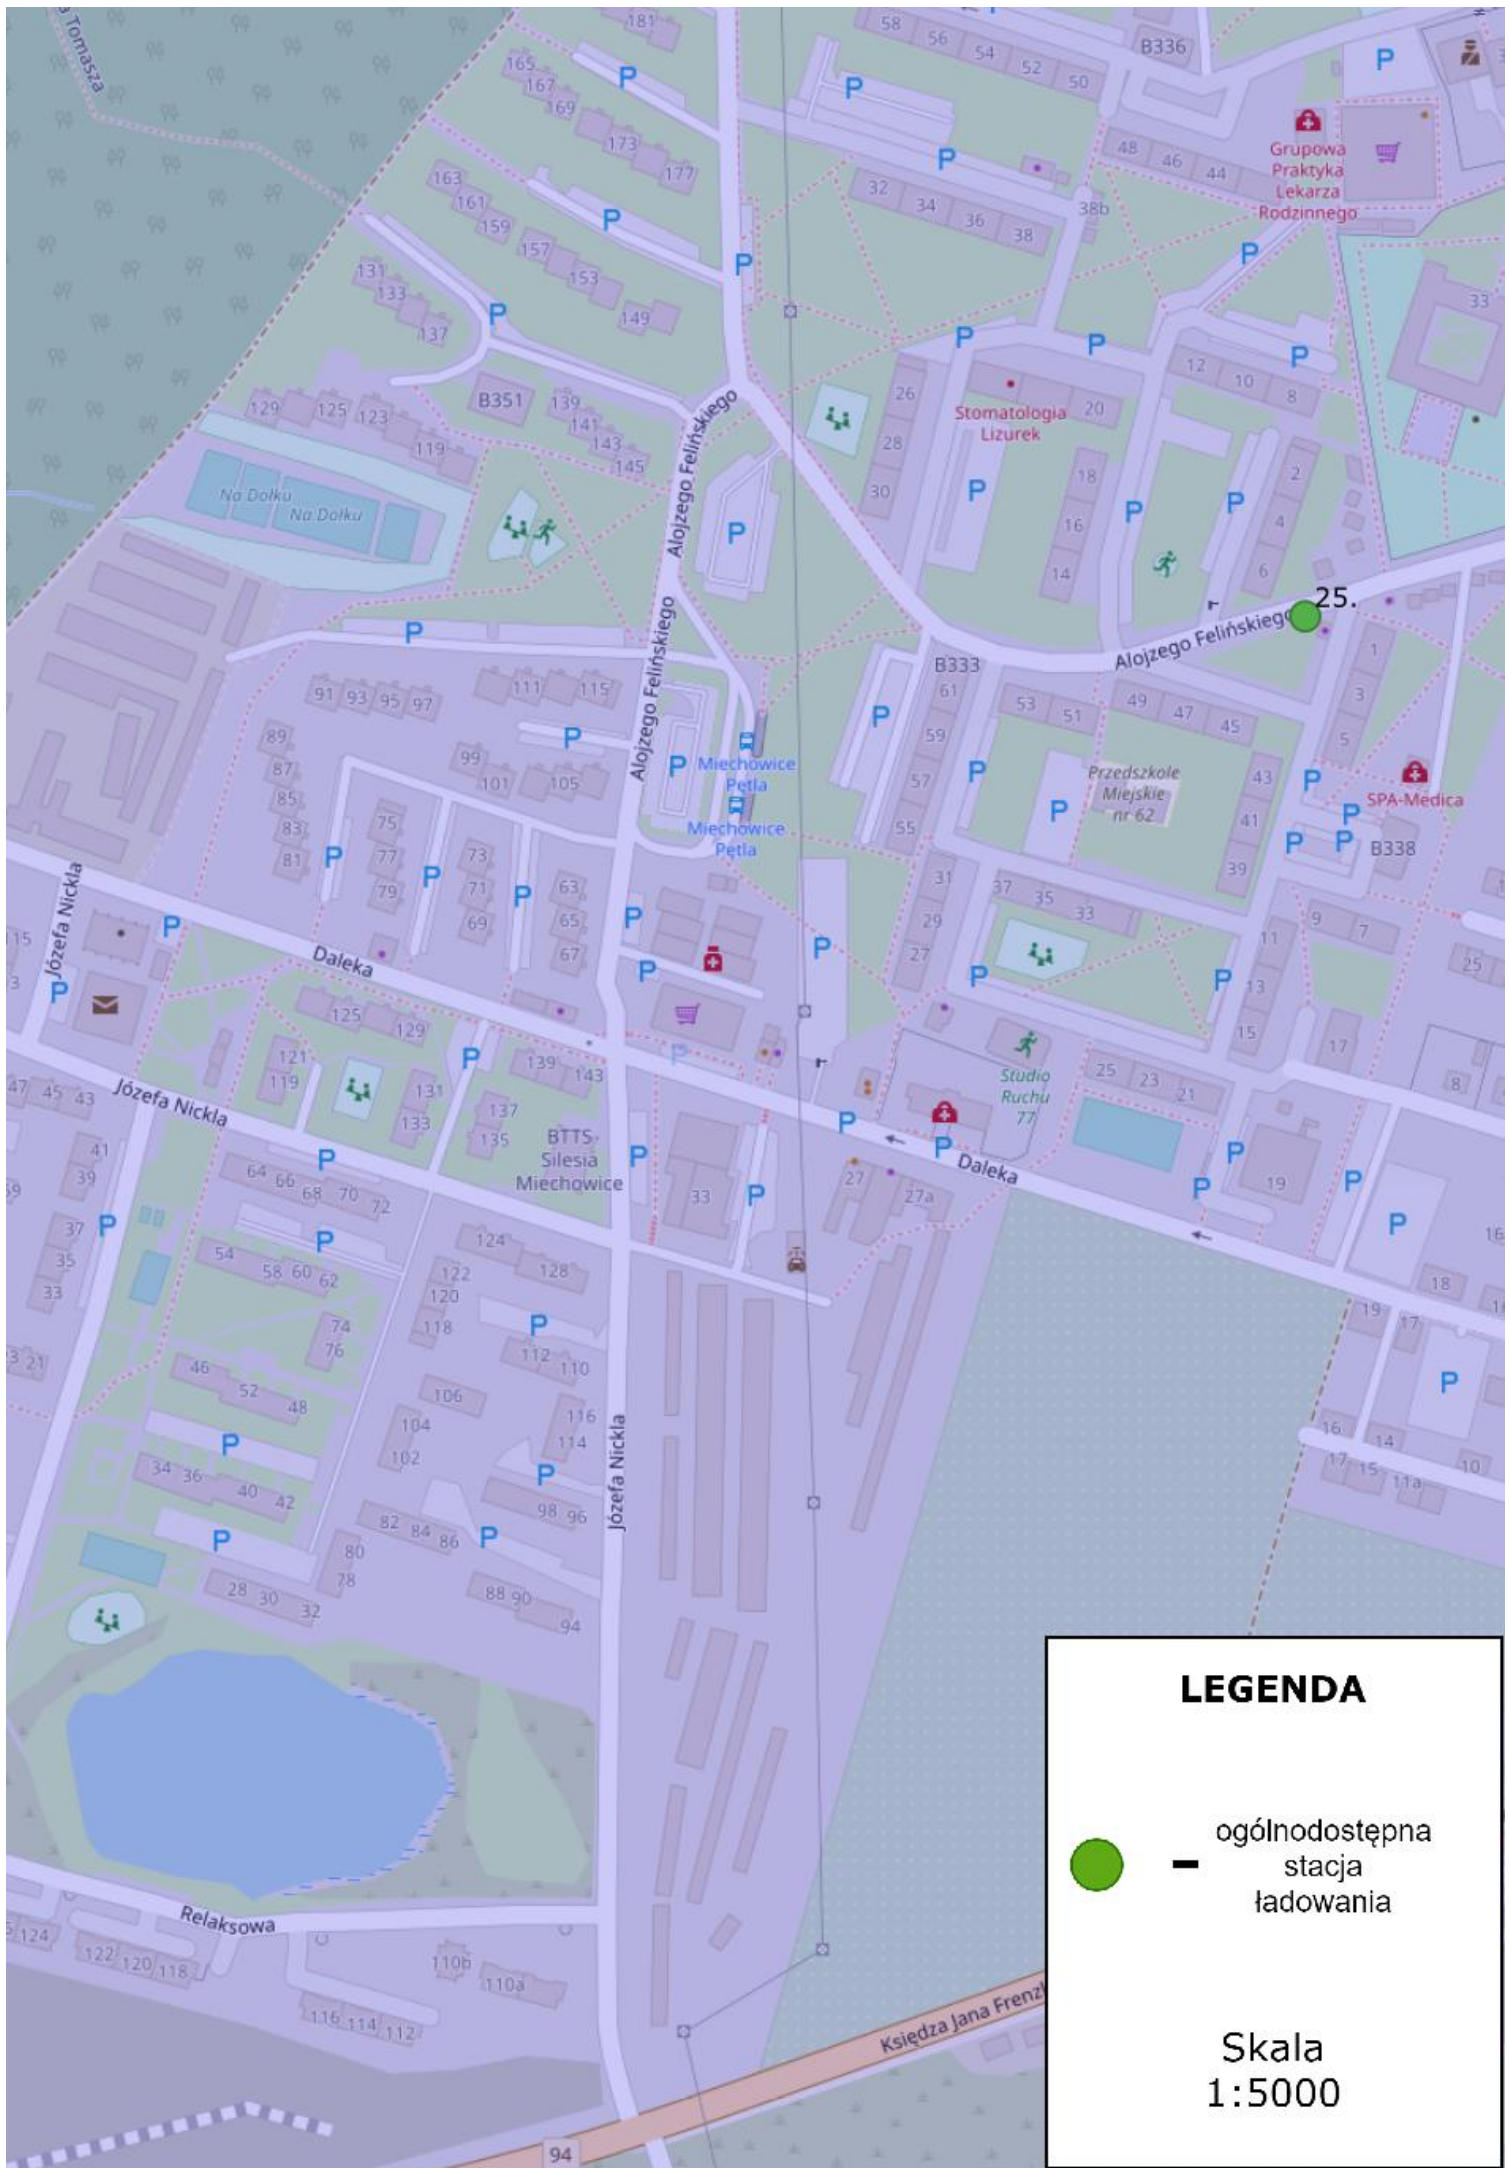 a Tomasza
181
58
56
54
52
50
B336
P
165
167
169
173
177
P
P
P
48
46
44
Grupowa
Praktyka
Lekarza
Rodzinnego
163
161
159
157
153
149
P
32
34
36
38
38b
P
P
33
131
133
137
P
P
P
P
12
10
8
129
125
123
119
B351
139
141
143
145
Alojzego Felińskiego
26
28
30
Stomatologia
Lizurek
20
18
16
14
2
4
6
P
P
P
Na Dołku
Na Dołku
P
Alojzego Felińskiego
25.
Alojzego Felińskiego
P
B333
61
59
57
55
53
51
49
47
45
1
3
5
91
93
95
97
111
115
Alojzego Felińskiego
P
P
P
P
Miechowice
Pętla
Miechowice
Pętla
Przedszkole
Miejskie
nr 62
43
41
39
P
P
P
P
P
SPA-Medica
B338
89
87
85
83
81
99
101
105
75
77
79
73
71
69
63
65
67
P
P
P
P
31
29
27
37
35
33
9
7
11
13
15
25
17
Józefa Nickla
15
3
P
P
Daleka
P
P
P
P
125
129
139
143
121
119
131
133
137
135
P
BTTS
Silesia
Miechowice
P
Studio
Ruchu
77
25
23
21
8
47
45
43
Józefa Nickla
41
39
37
35
33
P
64
66
68
70
72
P
P
33
P
27
27a
P
P
Daleka
19
P
P
P
P
16
54
58
60
62
P
124
128
122
120
118
74
76
P
112
110
18
19
17
P
21
46
52
48
106
104
102
116
114
P
P
34
36
40
42
98
96
Józefa Nickla
16
14
17
15
11a
10
82
84
86
P
P
80
78
28
30
32
88
90
94
LEGENDA
ogólnodostępna
stacja
ładowania
Skala
1:5000
Relaksowa
124
122
120
118
110b
110a
116
114
112
Księdza Jana Frenzl
94